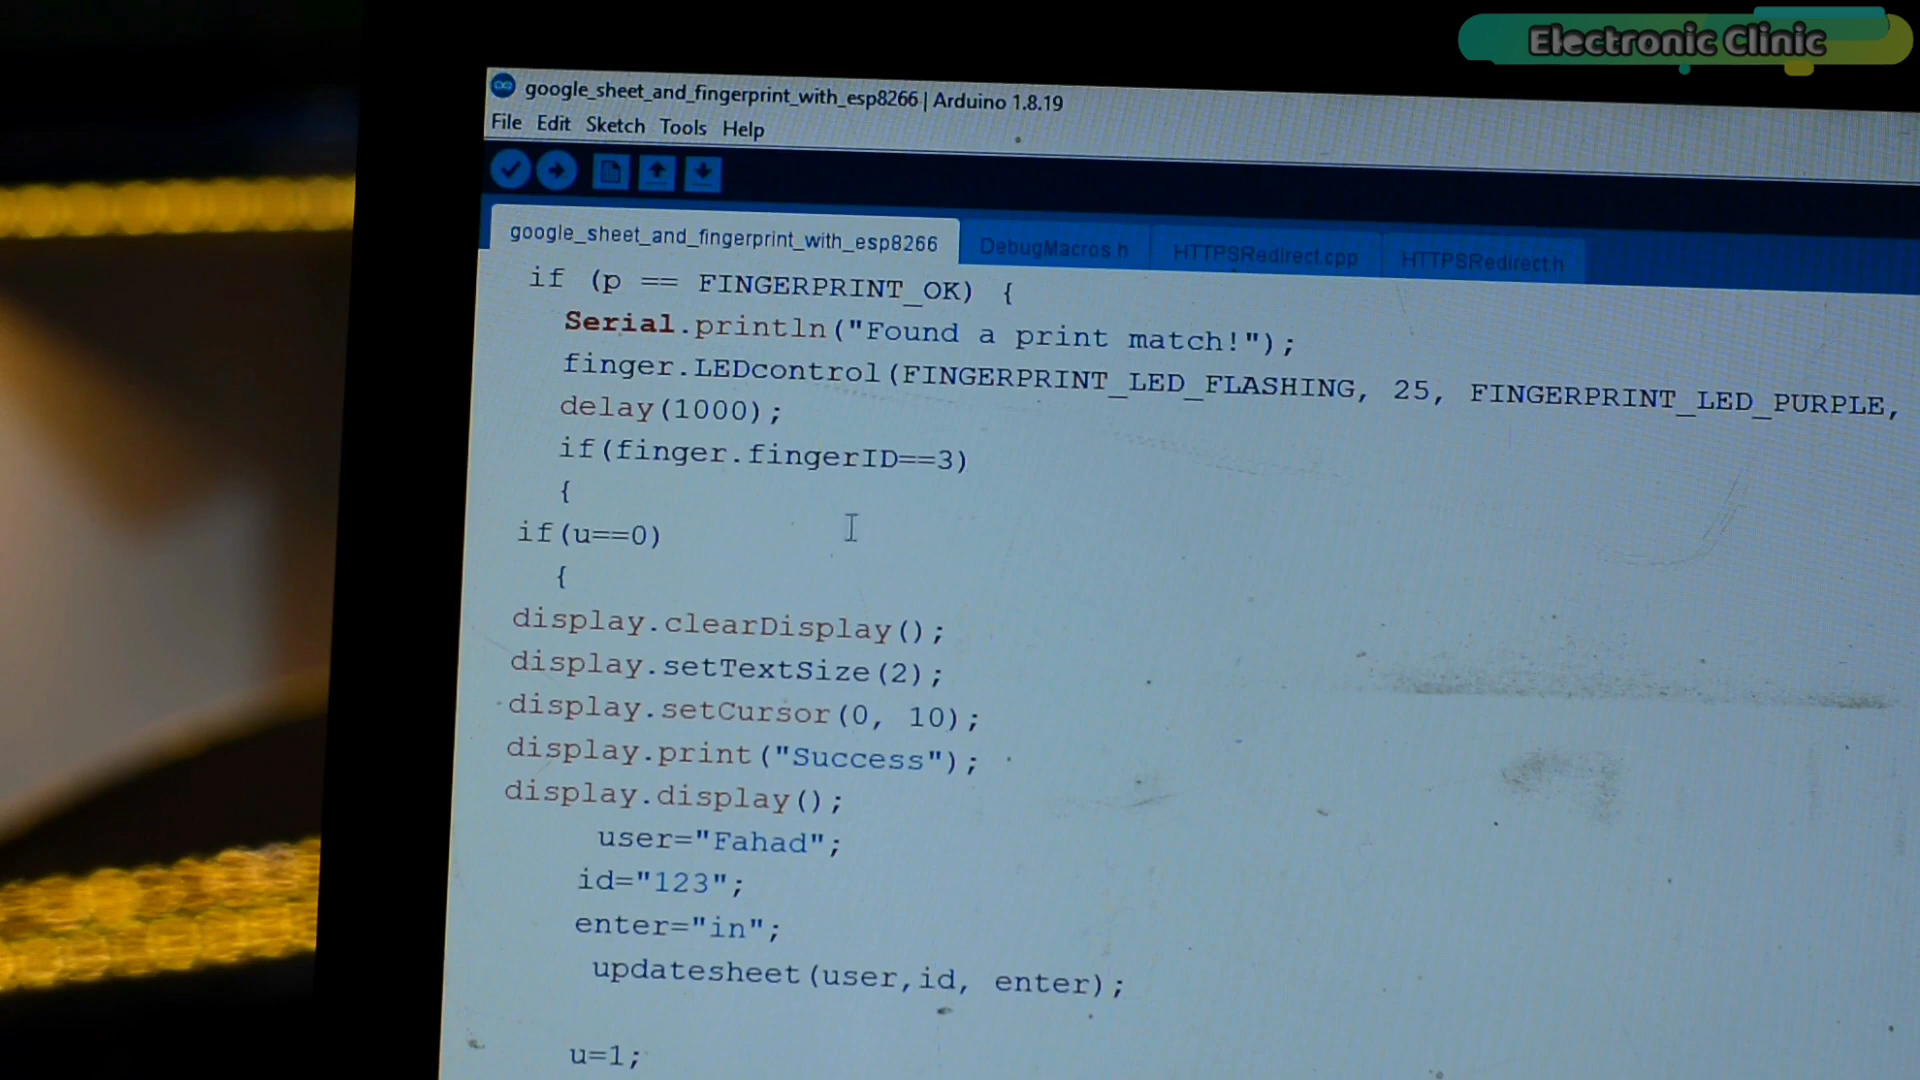 Electronic Clinic
google_sheet_and_fingerprint_with_esp8266 | Arduino 1.8.19
File Edit Sketch Tools Help
google_sheet_and_fingerprint_with_esp8266 DebugMacros.h HTTPSRedirect.cpp HTTPSRedirect.h
if (p == FINGERPRINT_OK) {
Serial.println("Found a print match!");
finger.LEDcontrol(FINGERPRINT_LED_FLASHING, 25, FINGERPRINT_LED_PURPLE,
delay(1000);
if(finger.fingerID==3)
{
if(u==0)
{
display.clearDisplay();
display.setTextSize(2);
display.setCursor(0, 10);
display.print("Success");
display.display();
user="Fahad";
id="123";
enter="in";
updatesheet(user,id, enter);
u=1;